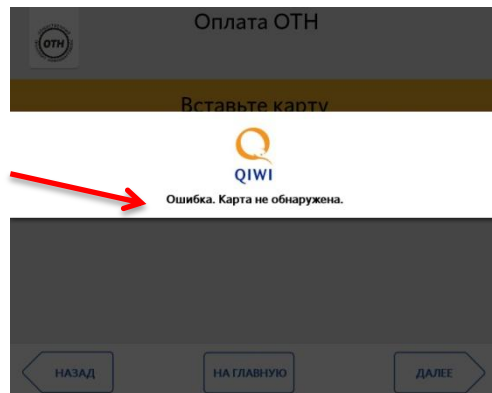 Оплата ОТН
ОТН
Вставьте карту
QIWI
Ошибка. Карта не обнаружена.
НАЗАД
НА ГЛАВНУЮ
ДАЛЕЕ